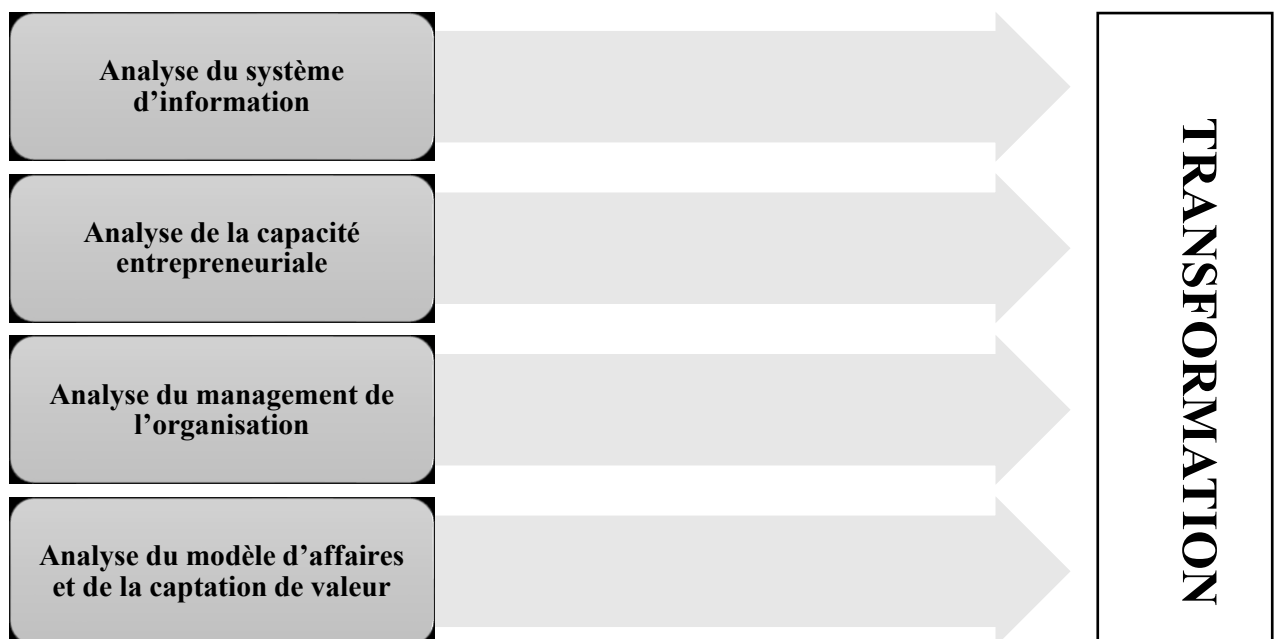 Analyse du système
d’information
Analyse de la capacité
entrepreneuriale
Analyse du management de
l’organisation
Analyse du modèle d’affaires
et de la captation de valeur
TRANSFORMATION